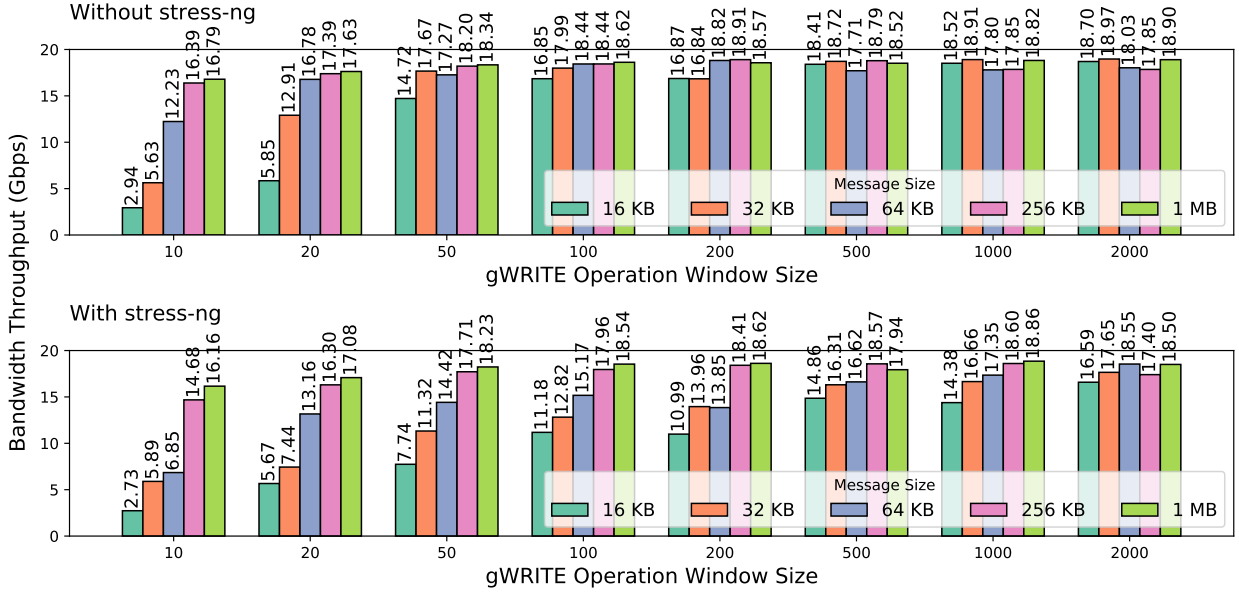 Bandwidth Throughput (Gbps)
Without stress-ng
20
15
10
5
0
2.94 5.63 12.23 16.39 16.79
5.85 12.91 16.78 17.39 17.63
14.72 17.67 17.27 18.20 18.34
16.85 17.99 18.44 18.44 18.62
16.87 16.84 18.82 18.91 18.57
18.41 18.72 17.71 18.79 18.52
18.52 18.91 17.80 17.85 18.82
18.70 18.97 18.03 17.85 18.90
Message Size
16 KB 32 KB 64 KB 256 KB 1 MB
10 20 50 100 200 500 1000 2000
gWRITE Operation Window Size
With stress-ng
20
15
10
5
0
2.73 5.89 6.85 14.68 16.16
5.67 7.44 13.16 16.30 17.08
7.74 11.32 14.42 17.71 18.23
11.18 12.82 15.17 17.96 18.54
10.99 13.96 13.85 18.41 18.62
14.86 16.31 16.62 18.57 17.94
14.38 16.66 17.35 18.60 18.86
16.59 17.65 18.55 17.40 18.50
Message Size
16 KB 32 KB 64 KB 256 KB 1 MB
10 20 50 100 200 500 1000 2000
gWRITE Operation Window Size